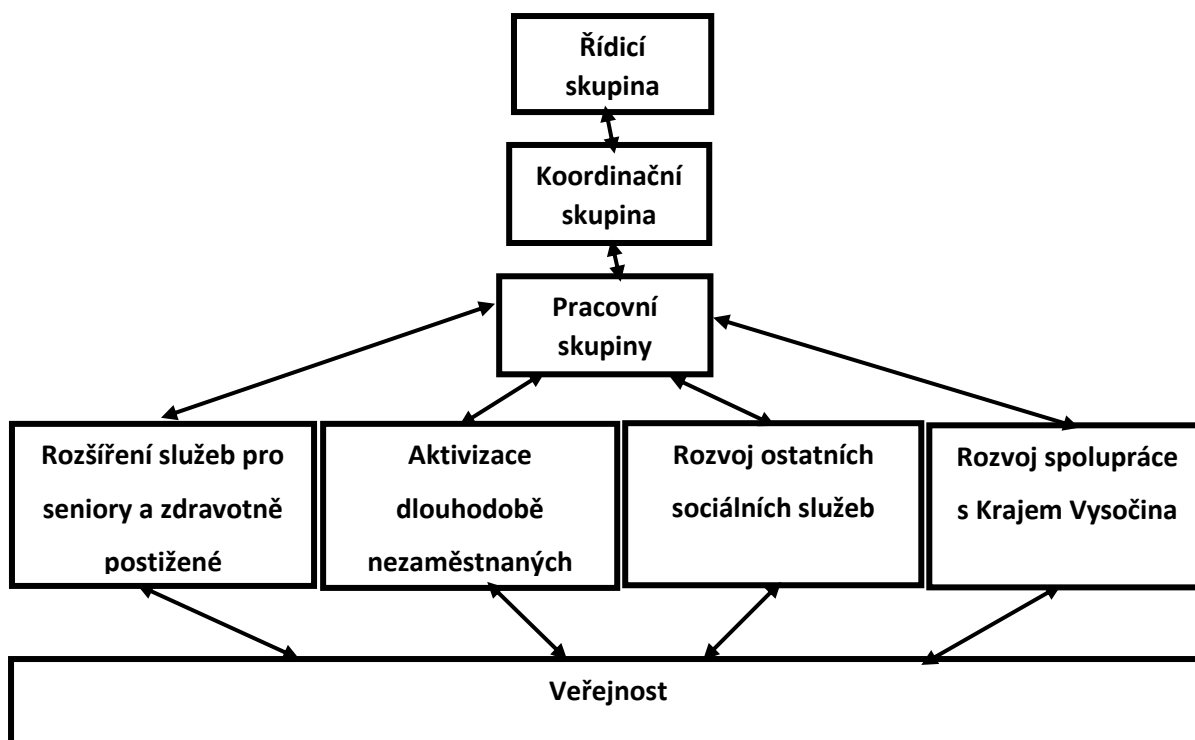 Řídicí
skupina
Koordinační
skupina
Pracovní
skupiny
Rozšíření služeb pro
seniory a zdravotně
postižené
Aktivizace
dlouhodobě
nezaměstnaných
Rozvoj ostatních
sociálních služeb
Rozvoj spolupráce
s Krajem Vysočina
Veřejnost